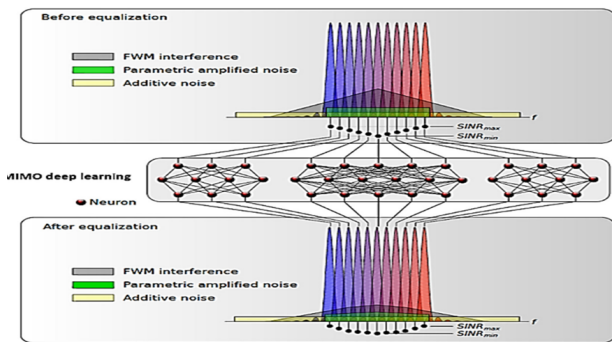 Before equalization
FWM interference
Parametric amplified noise
Additive noise
f
SINRmax
SINRmin
MIMO deep learning
Neuron
After equalization
FWM interference
Parametric amplified noise
Additive noise
f
SINRmax
SINRmin